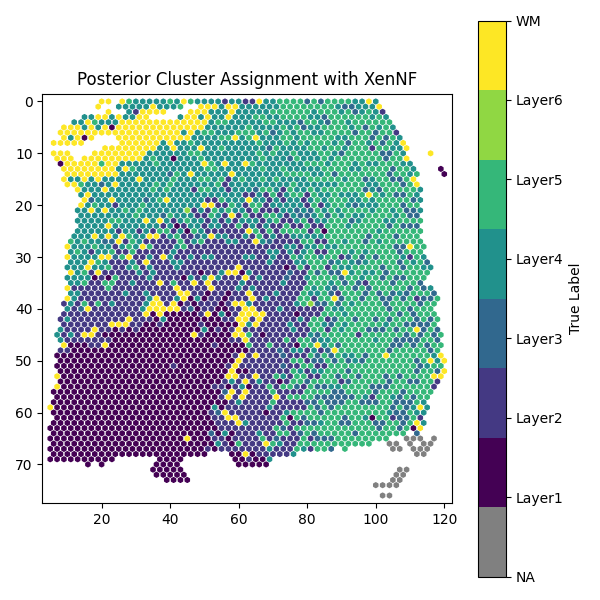 Posterior Cluster Assignment with XenNF
0
10
20
30
40
50
60
70
20
40
60
80
100
120
WM
Layer6
Layer5
Layer4
Layer3
Layer2
Layer1
NA
True Label